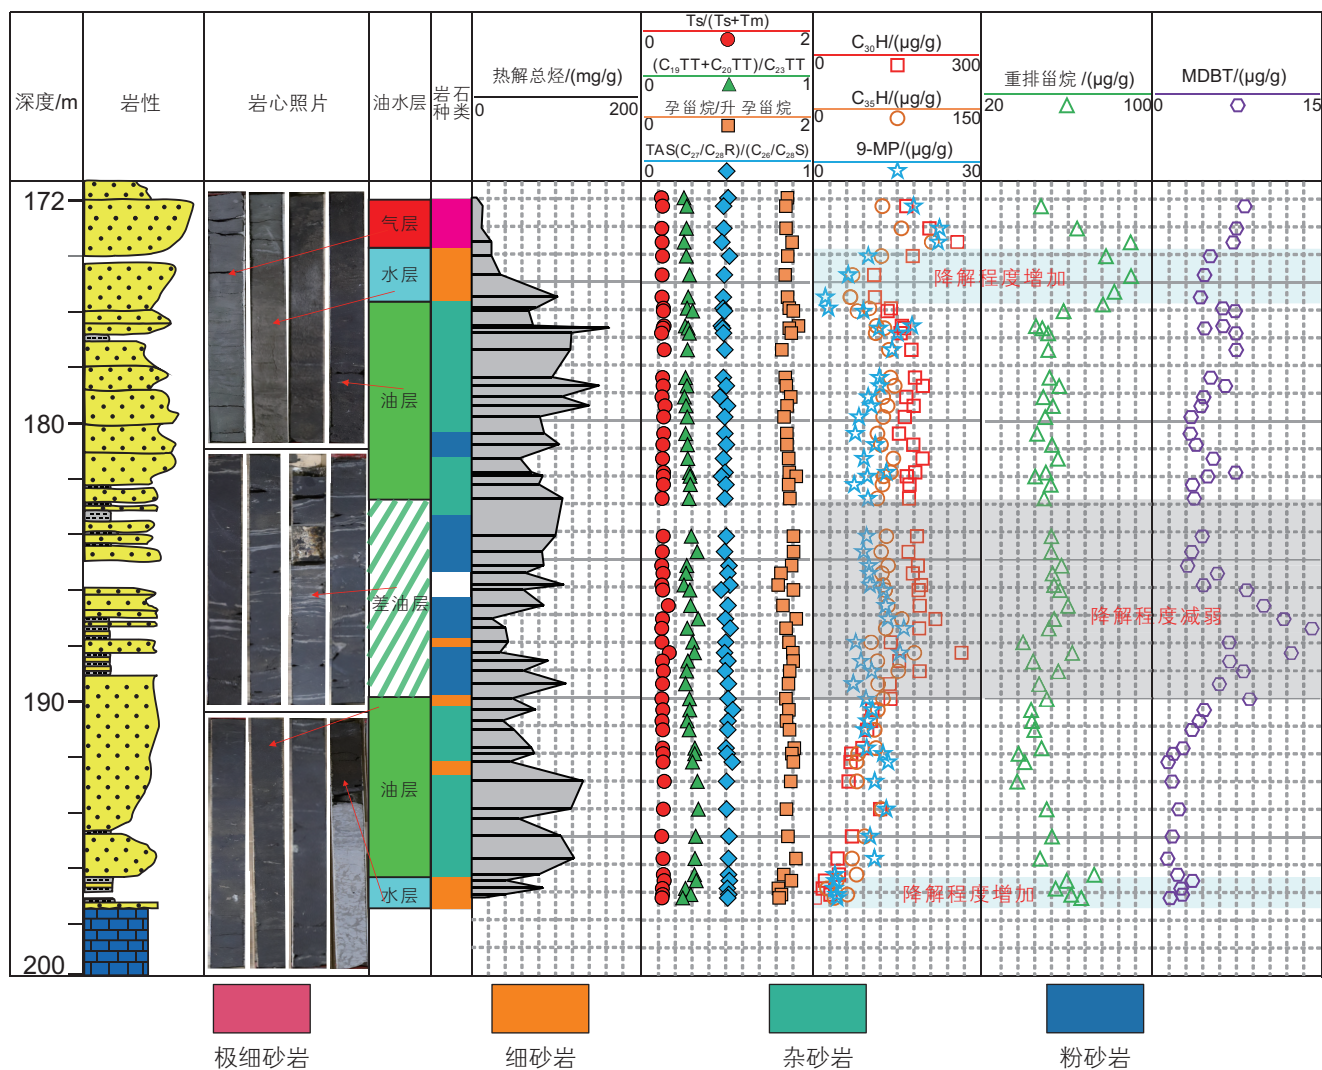 深度/m
岩性
岩心照片
油水层
岩石
种类
热解总烃/(mg/g)
0 200
Ts/(Ts+Tm)
0 2
(C₁₉TT+C₂₀TT)/C₂₃TT
0 1
孕甾烷/升孕甾烷
0 2
TAS(C₂₇/C₂₈R)/(C₂₆/C₂₈S)
0 1
C₃₀H/(μg/g)
0 300
C₃₅H/(μg/g)
0 150
9-MP/(μg/g)
0 30
重排甾烷/(μg/g)
20 100
MDBT/(μg/g)
0 15
172
180
190
200
气层
水层
油层
差油层
油层
水层
降解程度增加
降解程度减弱
降解程度增加
极细砂岩
细砂岩
杂砂岩
粉砂岩